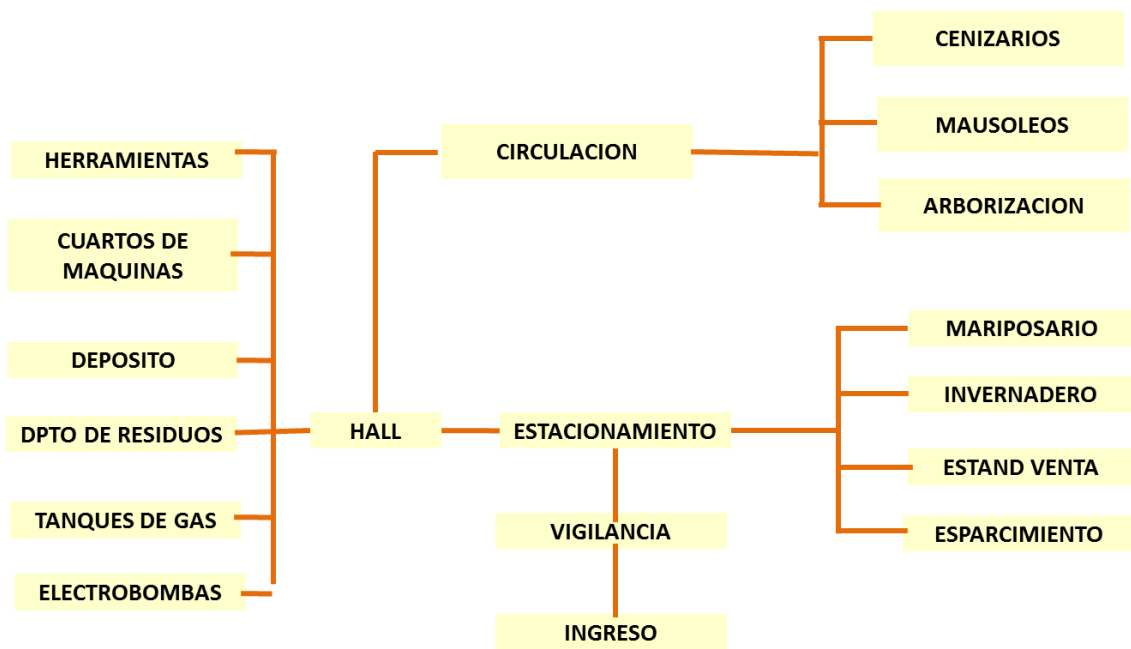 CENIZARIOS
MAUSOLEOS
ARBORIZACION
CIRCULACION
HERRAMIENTAS
CUARTOS DE
MAQUINAS
DEPOSITO
DPTO DE RESIDUOS
TANQUES DE GAS
ELECTROBOMBAS
HALL
ESTACIONAMIENTO
VIGILANCIA
INGRESO
MARIPOSARIO
INVERNADERO
ESTAND VENTA
ESPARCIMIENTO